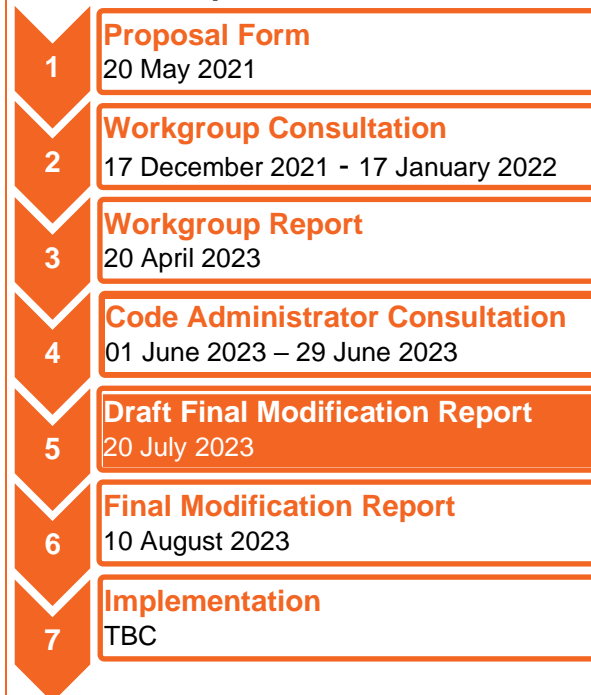 Proposal Form
1
20 May 2021
Workgroup Consultation
2
17 December 2021 - 17 January 2022
Workgroup Report
3
20 April 2023
Code Administrator Consultation
4
01 June 2023 – 29 June 2023
Draft Final Modification Report
5
20 July 2023
Final Modification Report
6
10 August 2023
Implementation
7
TBC